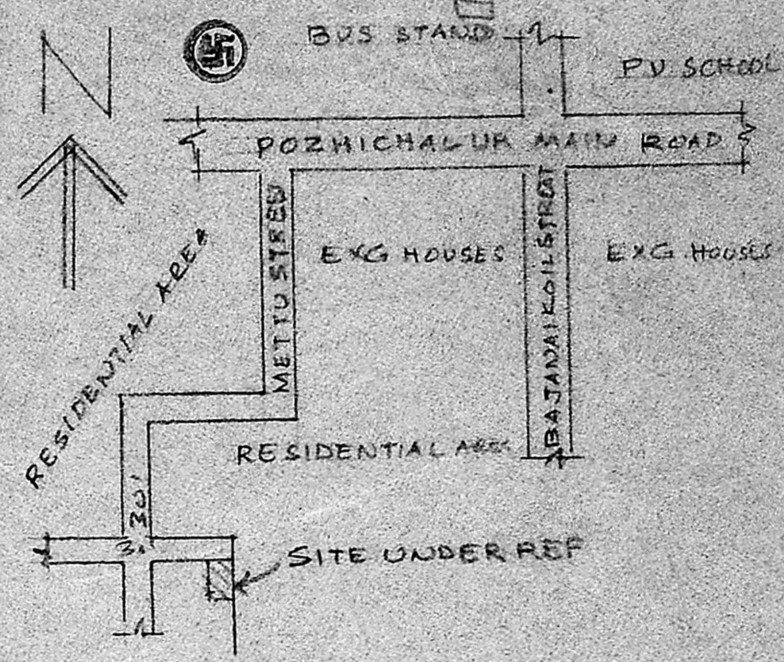 N
BUS STAND
PV SCHOOL
POZHICHALUR MAIN ROAD
METTU STREET
EXG HOUSES
BAJANAI KOIL STREET
EXG HOUSES
RESIDENTIAL AREA
RESIDENTIAL AREA
30'
SITE UNDER REF